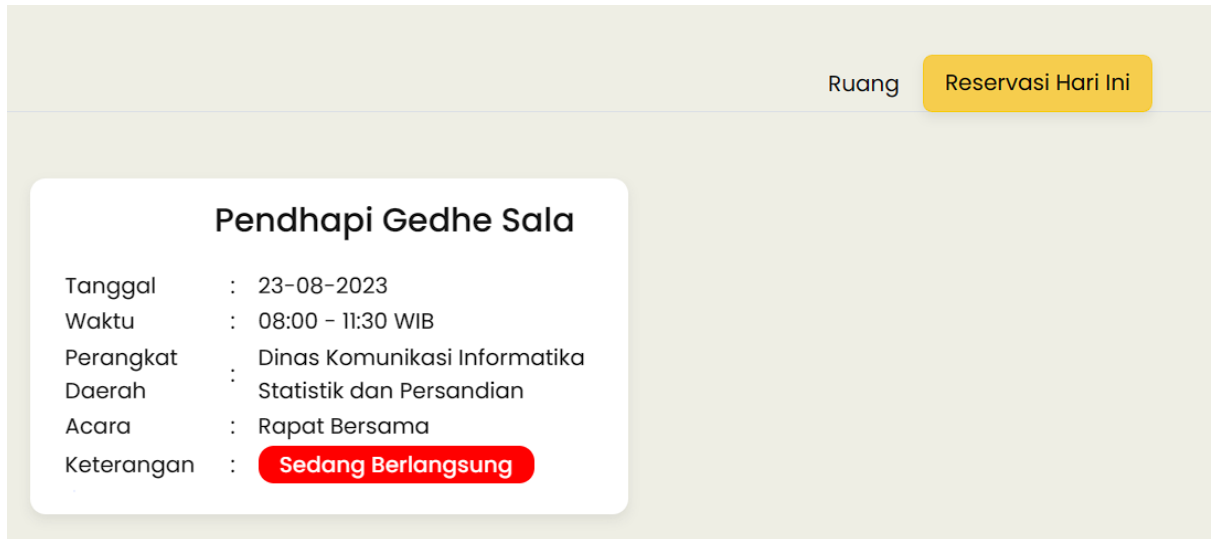 Ruang Reservasi Hari Ini
Pendhapi Gedhe Sala
Tanggal : 23-08-2023
Waktu : 08:00 - 11:30 WIB
Perangkat Daerah : Dinas Komunikasi Informatika
Statistik dan Persandian
Acara : Rapat Bersama
Keterangan : Sedang Berlangsung